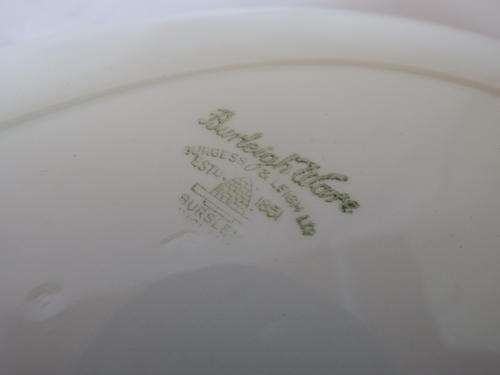 Burleigh Ware
BURGESS & LEIGH LTD
ESTD. 1851
BURSLEM